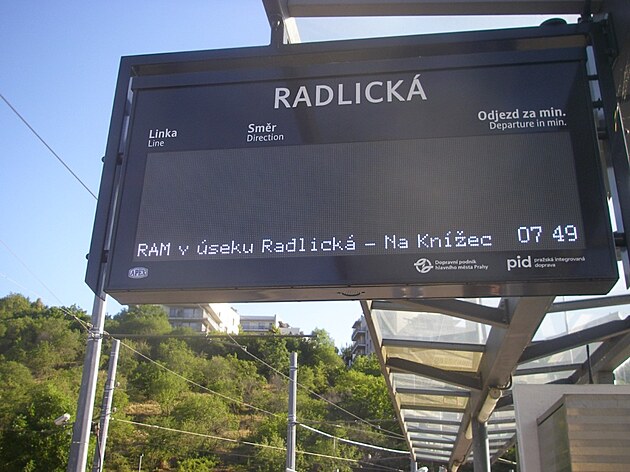 RADLICKÁ
Linka
Line
Směr
Direction
Odjezd za min.
Departure in min.
RAM v úseku Radlická – Na Knížec 07 49
APEX
Dopravní podnik
hlavního města Prahy
pid pražská integrovaná
doprava